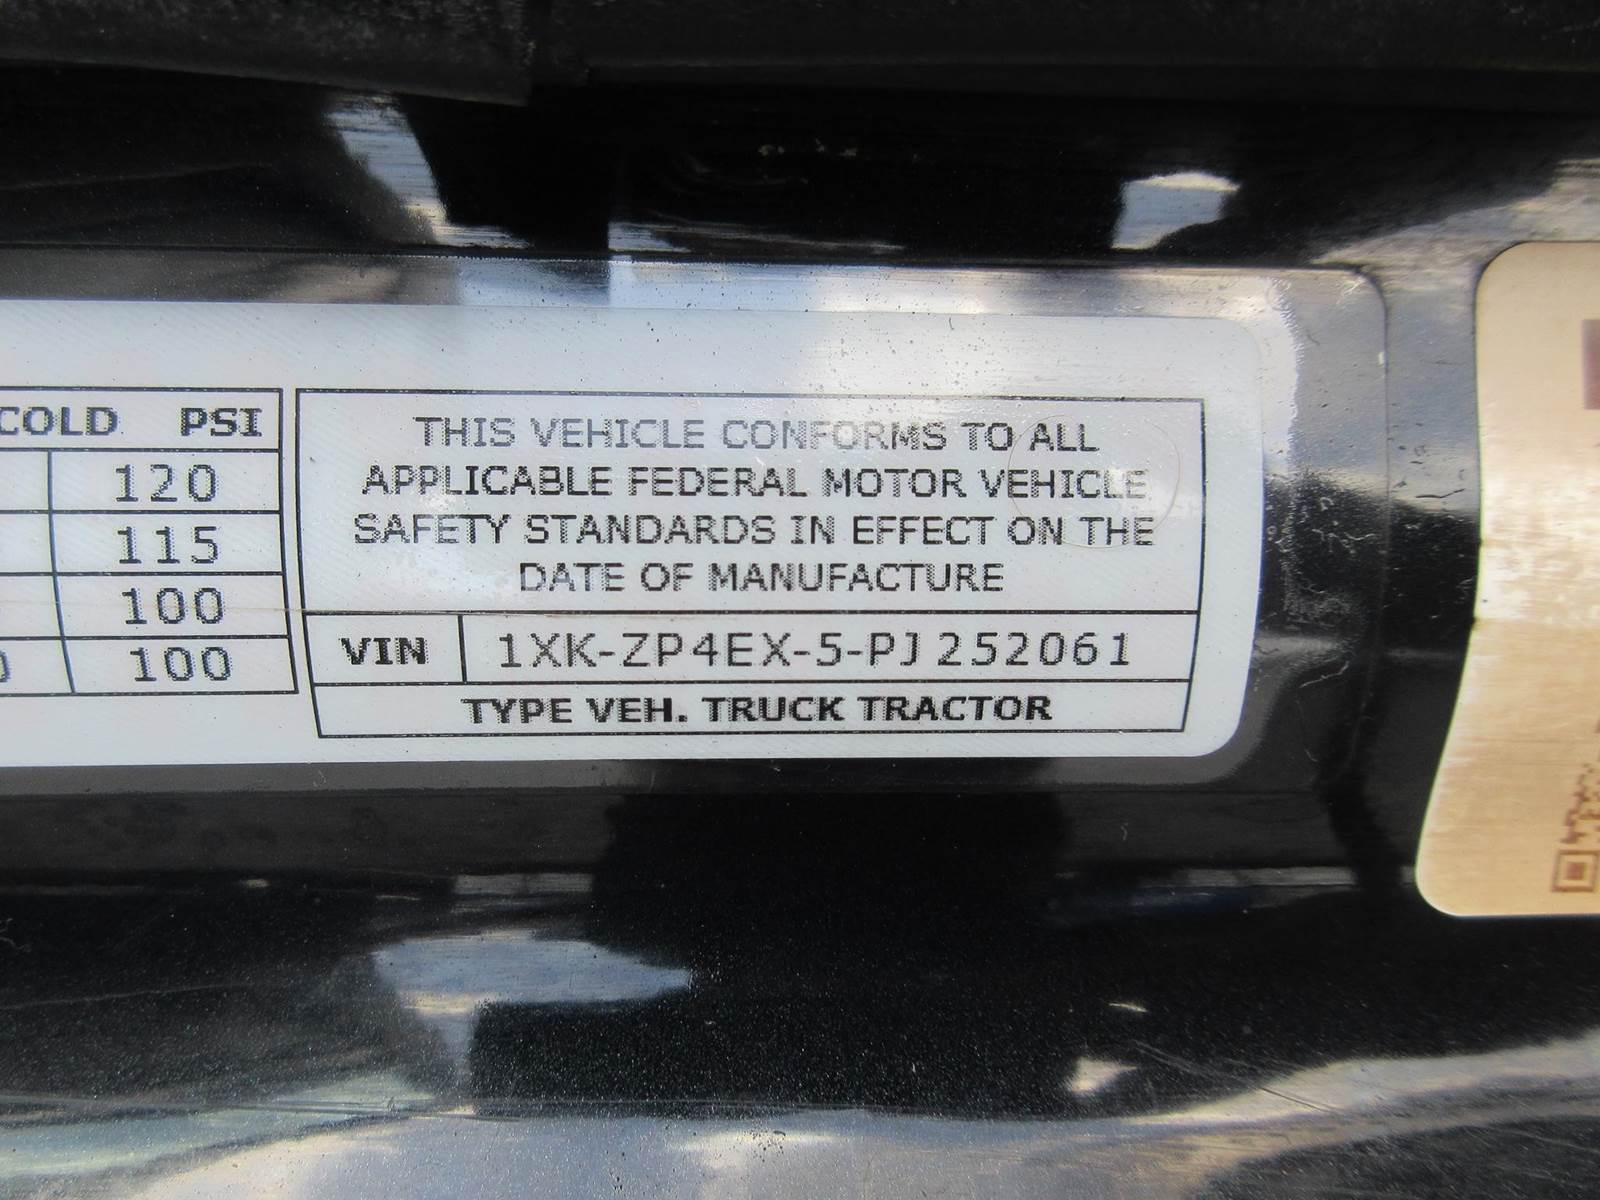 COLD PSI
120
115
100
100
THIS VEHICLE CONFORMS TO ALL
APPLICABLE FEDERAL MOTOR VEHICLE
SAFETY STANDARDS IN EFFECT ON THE
DATE OF MANUFACTURE
VIN 1XK-ZP4EX-5-PJ252061
TYPE VEH. TRUCK TRACTOR